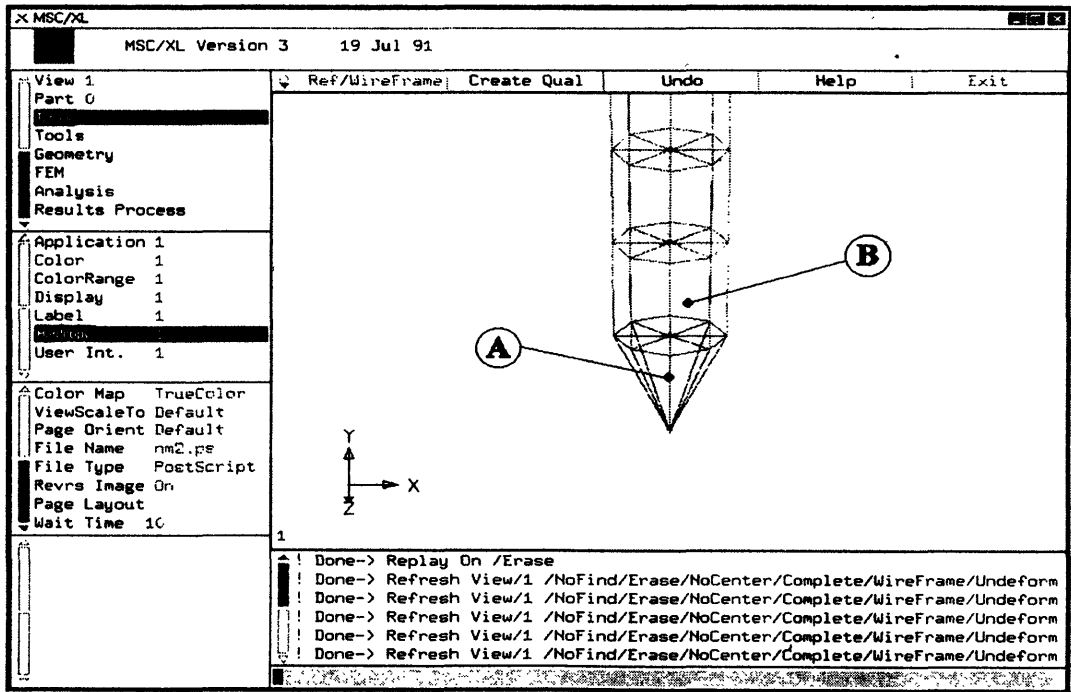 MSC/XL
MSC/XL Version 3 19 Jul 91
View 1
Part 0
Tools
Geometry
FEM
Analysis
Results Process
Application 1
Color 1
ColorRange 1
Display 1
Label 1
User Int. 1
Color Map TrueColor
ViewScaleTo Default
Page Orient Default
File Name nm2.ps
File Type PostScript
Revrs Image On
Page Layout
Wait Time 10
Ref/WireFrame Create Qual Undo Help Exit
B
A
Y
X
Z
1
! Done-> Replay On /Erase
! Done-> Refresh View/1 /NoFind/Erase/NoCenter/Complete/WireFrame/Undeform
! Done-> Refresh View/1 /NoFind/Erase/NoCenter/Complete/WireFrame/Undeform
! Done-> Refresh View/1 /NoFind/Erase/NoCenter/Complete/WireFrame/Undeform
! Done-> Refresh View/1 /NoFind/Erase/NoCenter/Complete/WireFrame/Undeform
! Done-> Refresh View/1 /NoFind/Erase/NoCenter/Complete/WireFrame/Undeform